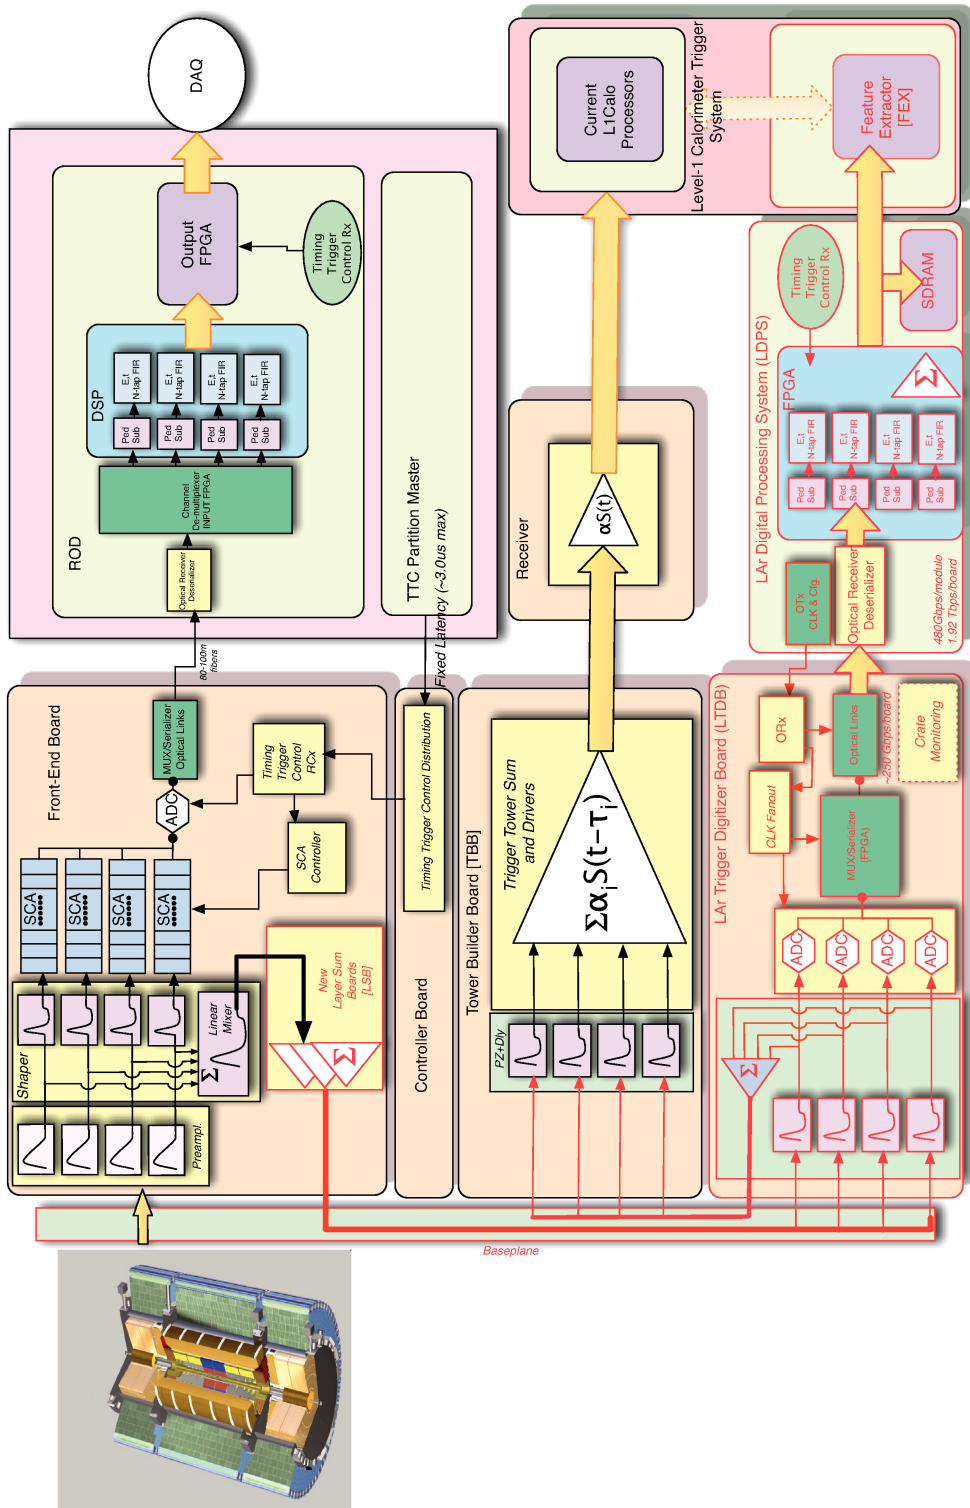 DAQ
Output
FPGA
Timing
Trigger
Control Rx
DSP
E,t
N-tap FIR
E,t
N-tap FIR
E,t
N-tap FIR
E,t
N-tap FIR
Ped
Sub
Ped
Sub
Ped
Sub
Ped
Sub
Channel
De-multiplexer
INPUT FPGA
ROD
Optical Receiver
Deserializer
TTC Partition Master
Fixed Latency (~3.0us max)
80-100m
fibers
Front-End Board
MUX/Serializer
Optical Links
ADC
Timing
Trigger
Control
RCx
SCA
Controller
SCA
SCA
SCA
SCA
Shaper
Linear
Mixer
Σ
Preampl.
New
Layer Sum
Boards
[LSB]
Σ
Controller Board
Timing Trigger Control Distribution
Tower Builder Board [TBB]
Trigger Tower Sum
and Drivers
ΣαiS(t-τi)
PZ+Dly
Receiver
αS(t)
Current
L1Calo
Processors
Level-1 Calorimeter Trigger
System
Feature
Extractor
[FEX]
LAr Digital Processing System (LDPS)
Timing
Trigger
Control Rx
SDRAM
FPGA
Σ
E,t
N-tap FIR
E,t
N-tap FIR
E,t
N-tap FIR
E,t
N-tap FIR
Ped
Sub
Ped
Sub
Ped
Sub
Ped
Sub
OTx
CLK & Cfg.
Optical Receiver
Deserializer
480Gbps/module
1.92 Tbps/board
LAr Trigger Digitizer Board (LTDB)
ORx
Optical Links
~250 Gbps/board
Crate
Monitoring
CLK Fanout
MUX/Serializer
(FPGA)
ADC
ADC
ADC
ADC
Σ
Baseplane